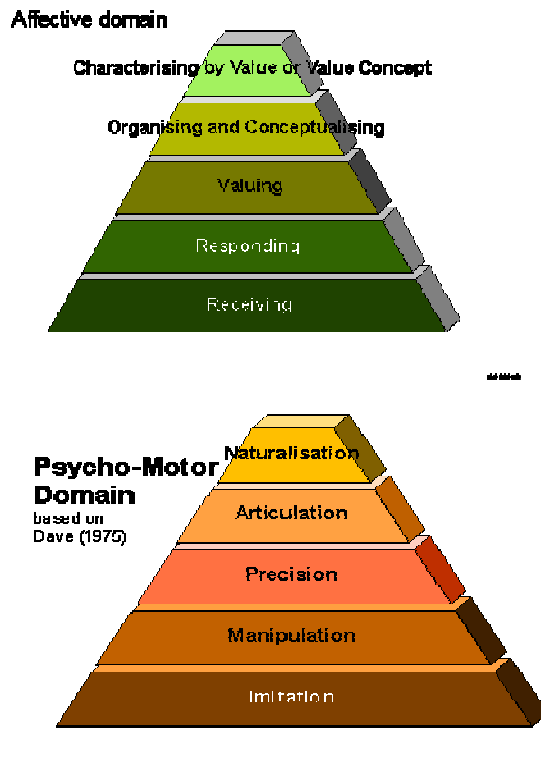 Affective domain
Characterising by Value or Value Concept
Organising and Conceptualising
Valuing
Responding
Receiving
Psycho-Motor
Domain
based on
Dave (1975)
Naturalisation
Articulation
Precision
Manipulation
Imitation